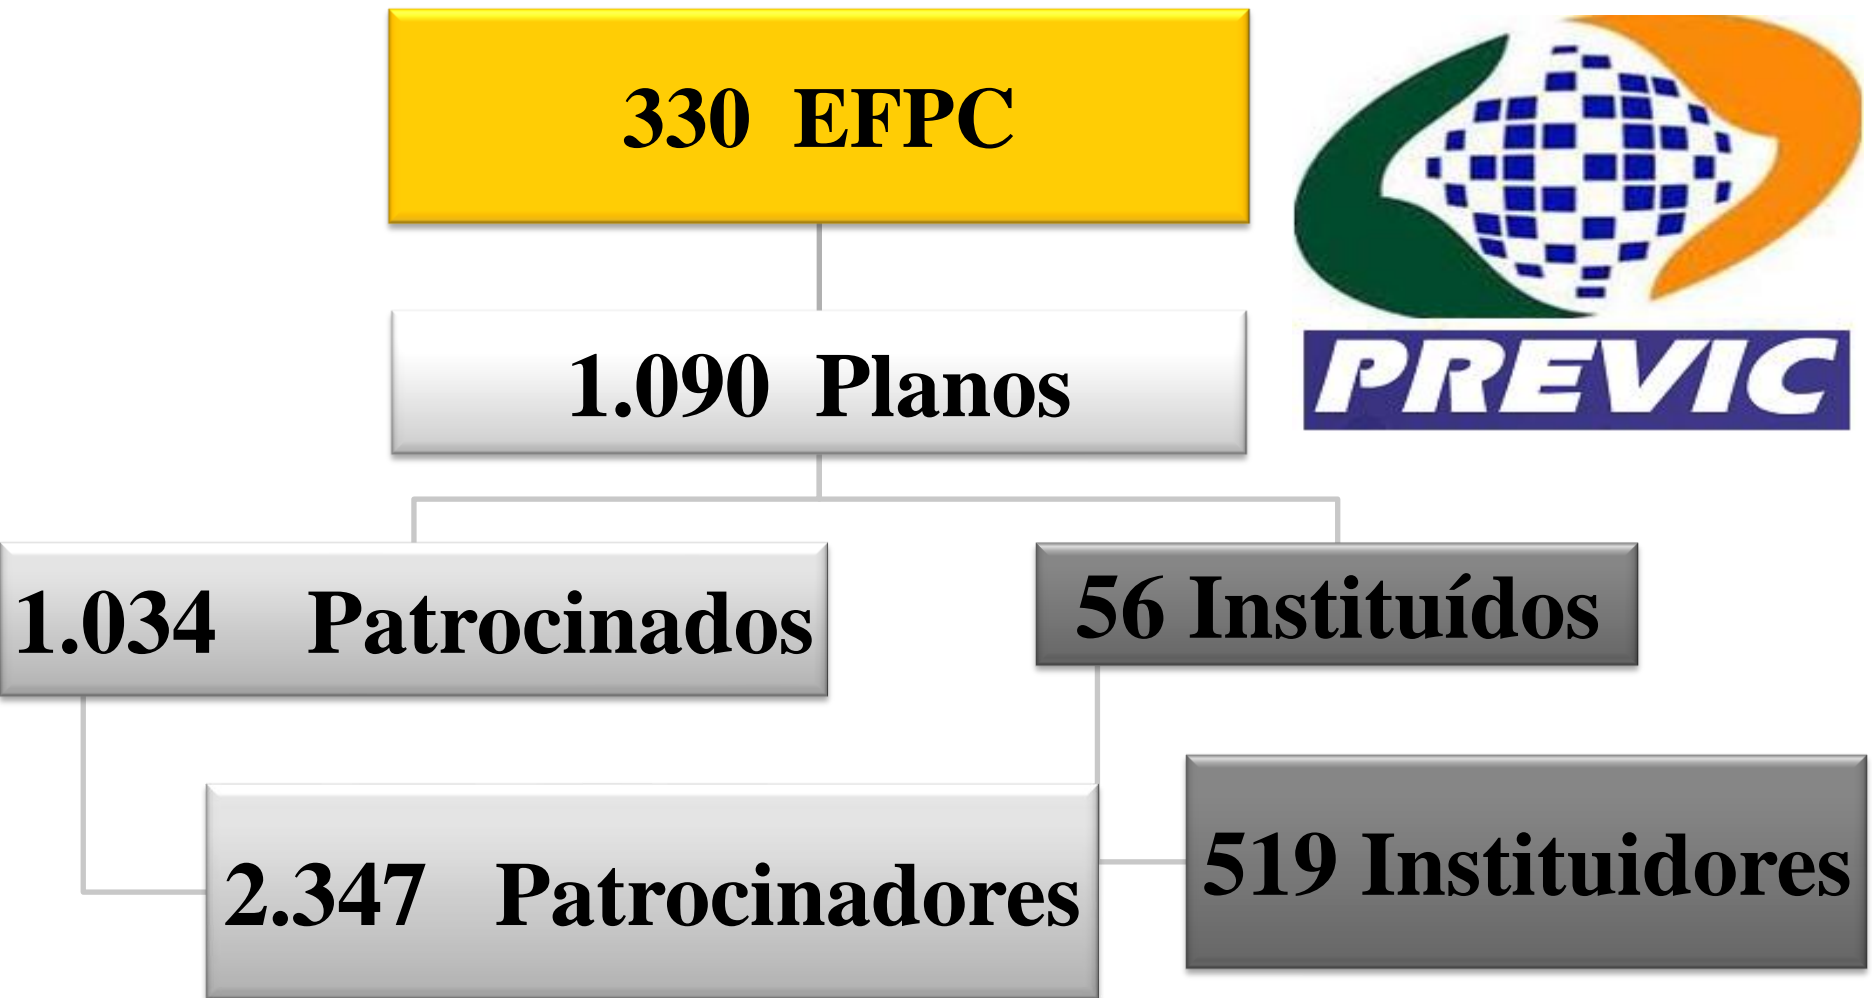 330 EFPC
PREVIC
1.090 Planos
1.034 Patrocinados
56 Instituídos
2.347 Patrocinadores
519 Instituidores